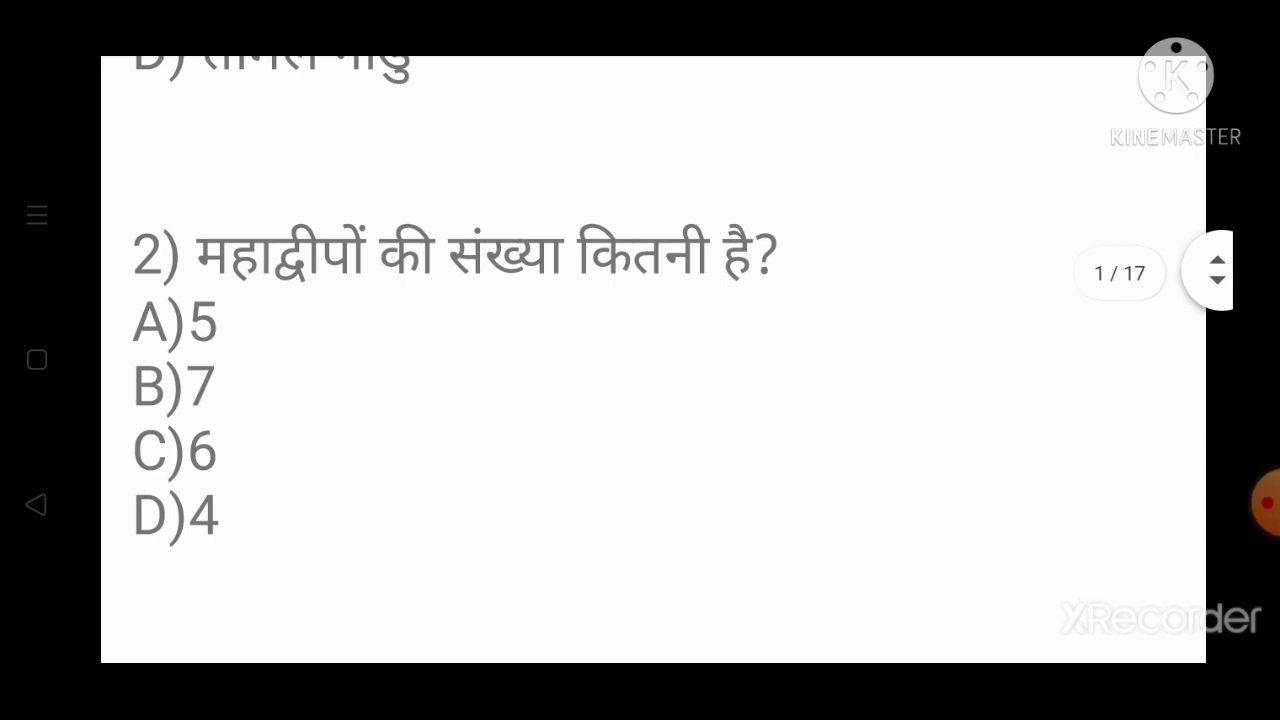 D) तामिल नाडु
KINEMASTER
2) महाद्वीपों की संख्या कितनी है?
1 / 17
A)5
B)7
C)6
D)4
XRecorder